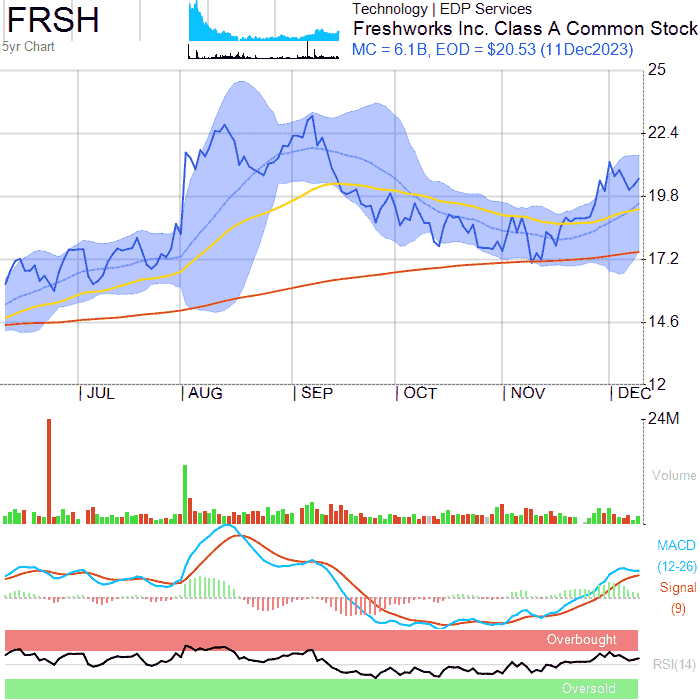 FRSH
5yr Chart
Technology | EDP Services
Freshworks Inc. Class A Common Stock
MC = 6.1B, EOD = $20.53 (11Dec2023)
25
22.4
19.8
17.2
14.6
12
| JUL | AUG | SEP | OCT | NOV | DEC
24M
Volume
MACD
(12-26)
Signal
(9)
Overbought
RSI(14)
Oversold